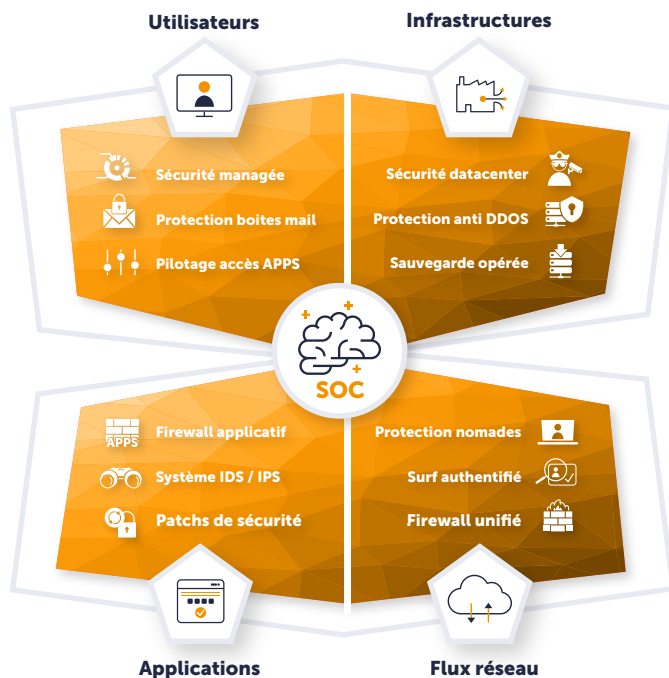 Utilisateurs
Infrastructures
Sécurité managée
Protection boites mail
Pilotage accès APPS
Sécurité datacenter
Protection anti DDOS
Sauvegarde opérée
SOC
APPS
Firewall applicatif
Système IDS / IPS
Patchs de sécurité
Protection nomades
Surf authentifié
Firewall unifié
Applications
Flux réseau